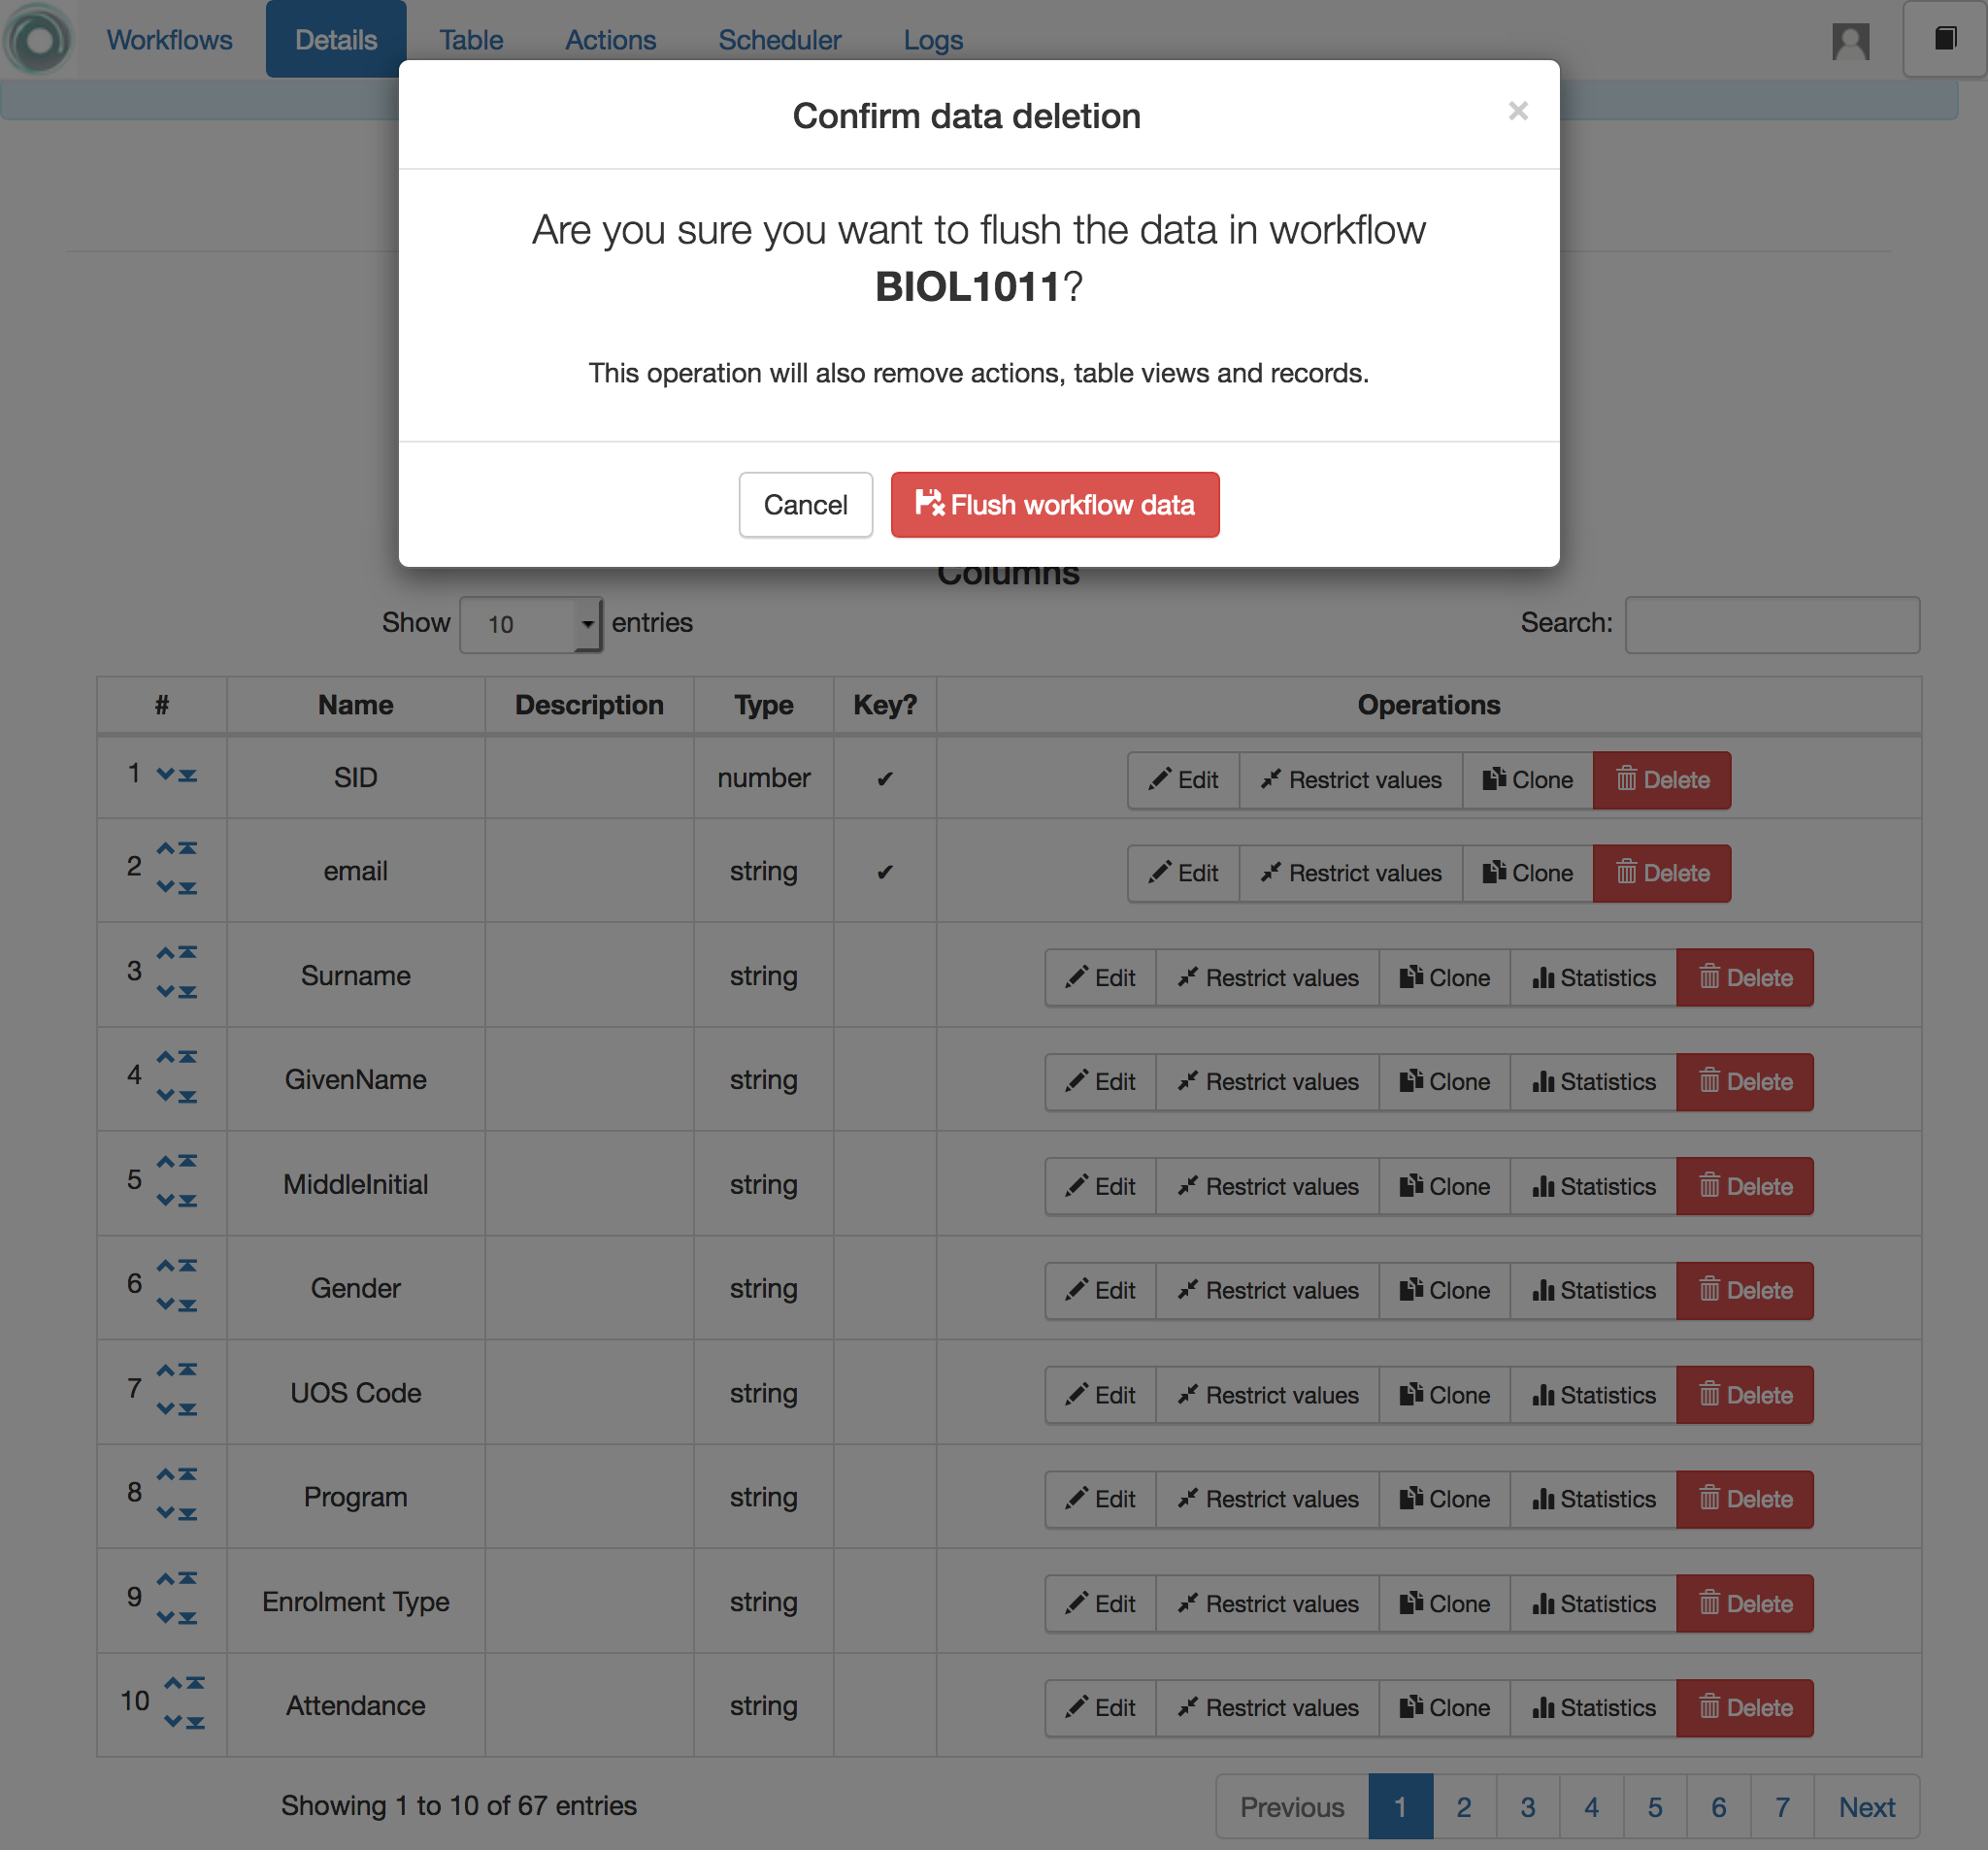 Workflows Details Table Actions Scheduler Logs
Confirm data deletion ×
Are you sure you want to flush the data in workflow
BIOL1011?
This operation will also remove actions, table views and records.
Cancel Flush workflow data
Columns
Show 10 entries Search:
# Name Description Type Key? Operations
1 SID number ✔ Edit Restrict values Clone Delete
2 email string ✔ Edit Restrict values Clone Delete
3 Surname string Edit Restrict values Clone Statistics Delete
4 GivenName string Edit Restrict values Clone Statistics Delete
5 MiddleInitial string Edit Restrict values Clone Statistics Delete
6 Gender string Edit Restrict values Clone Statistics Delete
7 UOS Code string Edit Restrict values Clone Statistics Delete
8 Program string Edit Restrict values Clone Statistics Delete
9 Enrolment Type string Edit Restrict values Clone Statistics Delete
10 Attendance string Edit Restrict values Clone Statistics Delete
Showing 1 to 10 of 67 entries Previous 1 2 3 4 5 6 7 Next